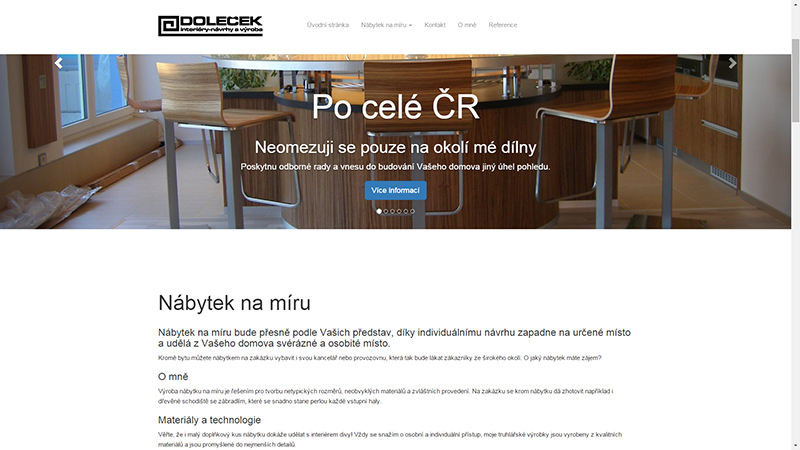 DOLEČEK
interiéry-návrhy a výroba
Úvodní stránka Nábytek na míru Kontakt O mně Reference
Po celé ČR
Neomezuji se pouze na okolí mé dílny
Poskytnu odborné rady a vnesu do budování Vašeho domova jiný úhel pohledu.
Více informací
Nábytek na míru
Nábytek na míru bude přesně podle Vašich představ, díky individuálnímu návrhu zapadne na určené místo
a udělá z Vašeho domova svérázné a osobité místo.
Kromě bytu můžete nábytkem na zakázku vybavit i svou kancelář nebo provozovnu, která tak bude lákat zákazníky ze širokého okolí. O jaký nábytek máte zájem?
O mně
Výroba nábytku na míru je řešením pro tvorbu netypických rozměrů, neobvyklých materiálů a zvláštních provedení. Na zakázku se krom nábytku dá zhotovit například i
dřevěné schodiště se zábradlím, které se snadno stane perlou každé vstupní haly.
Materiály a technologie
Věřte, že i malý doplňkový kus nábytku dokáže udělat s interiérem divy! Vždy se snažím o osobní a individuální přístup, moje truhlářské výrobky jsou vyrobeny z kvalitních
materiálů a jsou promyšlené do nejmenších detailů.